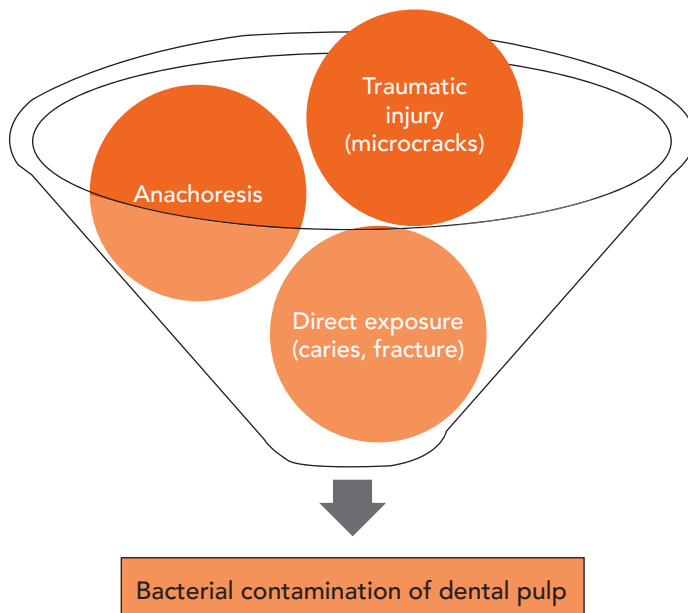 Traumatic
injury
(microcracks)
Anachoresis
Direct exposure
(caries, fracture)
Bacterial contamination of dental pulp